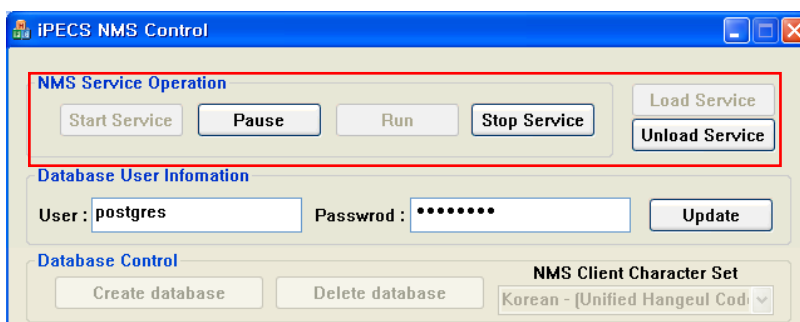 iPECS NMS Control
NMS Service Operation
Start Service Pause Run Stop Service
Load Service
Unload Service
Database User Infomation
User : postgres Passwrod : •••••••• Update
Database Control
Create database Delete database
NMS Client Character Set
Korean - (Unified Hangeul Cod